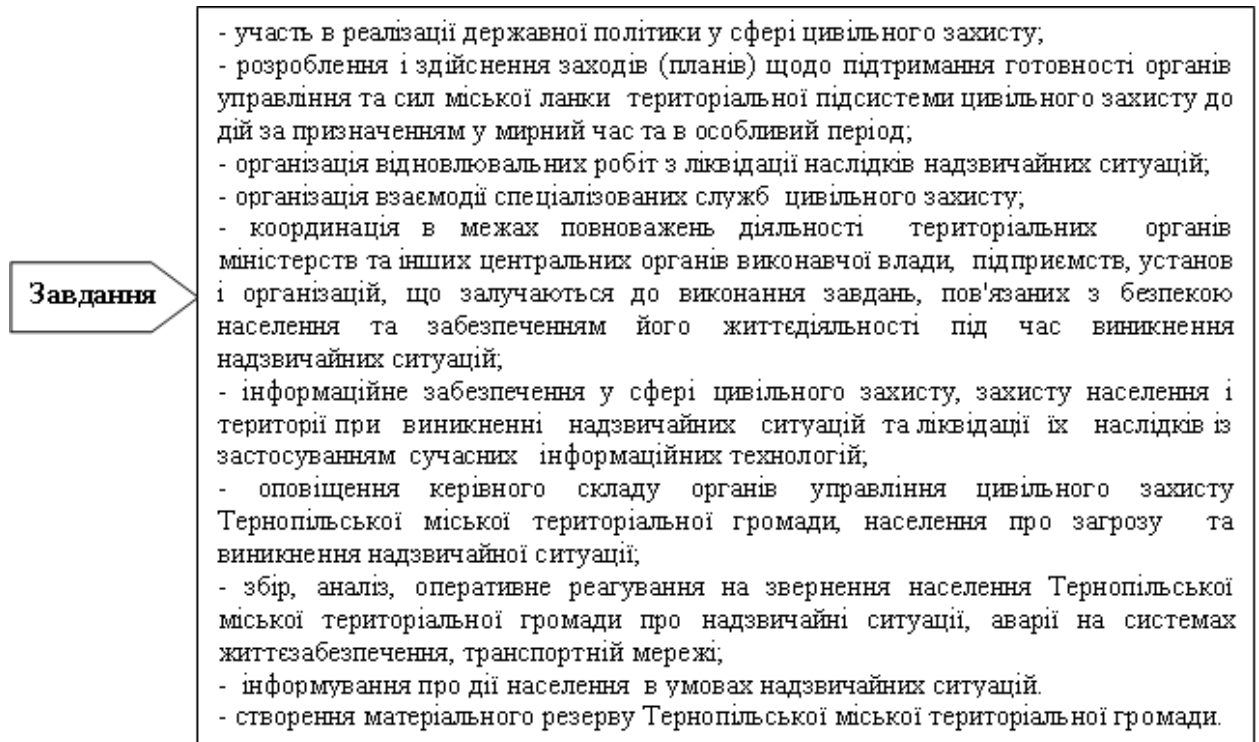 Завдання
- участь в реалізації державної політики у сфері цивільного захисту;
- розроблення і здійснення заходів (планів) щодо підтримання готовності органів
управління та сил міської ланки територіальної підсистеми цивільного захисту до
дій за призначенням у мирний час та в особливий період;
- організація відновлювальних робіт з ліквідації наслідків надзвичайних ситуацій;
- організація взаємодії спеціалізованих служб цивільного захисту;
- координація в межах повноважень діяльності територіальних органів
міністерств та інших центральних органів виконавчої влади, підприємств, установ
і організацій, що залучаються до виконання завдань, пов'язаних з безпекою
населення та забезпеченням його життєдіяльності під час виникнення
надзвичайних ситуацій;
- інформаційне забезпечення у сфері цивільного захисту, захисту населення і
території при виникненні надзвичайних ситуацій та ліквідації їх наслідків із
застосуванням сучасних інформаційних технологій;
- оповіщення керівного складу органів управління цивільного захисту
Тернопільської міської територіальної громади, населення про загрозу та
виникнення надзвичайної ситуації;
- збір, аналіз, оперативне реагування на звернення населення Тернопільської
міської територіальної громади про надзвичайні ситуації, аварії на системах
життєзабезпечення, транспортній мережі;
- інформування про дії населення в умовах надзвичайних ситуацій.
- створення матеріального резерву Тернопільської міської територіальної громади.